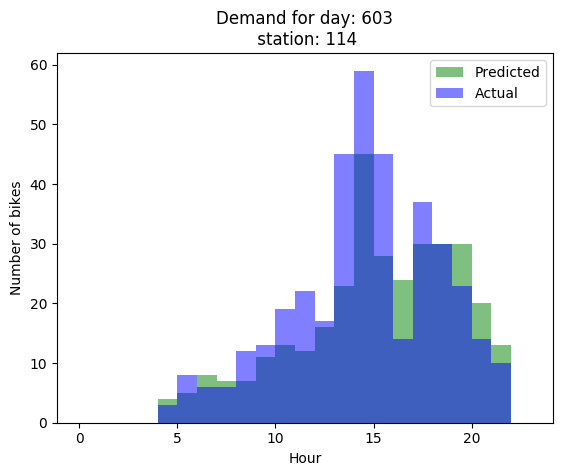 Demand for day: 603
station: 114
Predicted
Actual
Number of bikes
60
50
40
30
20
10
0
0
5
10
15
20
Hour